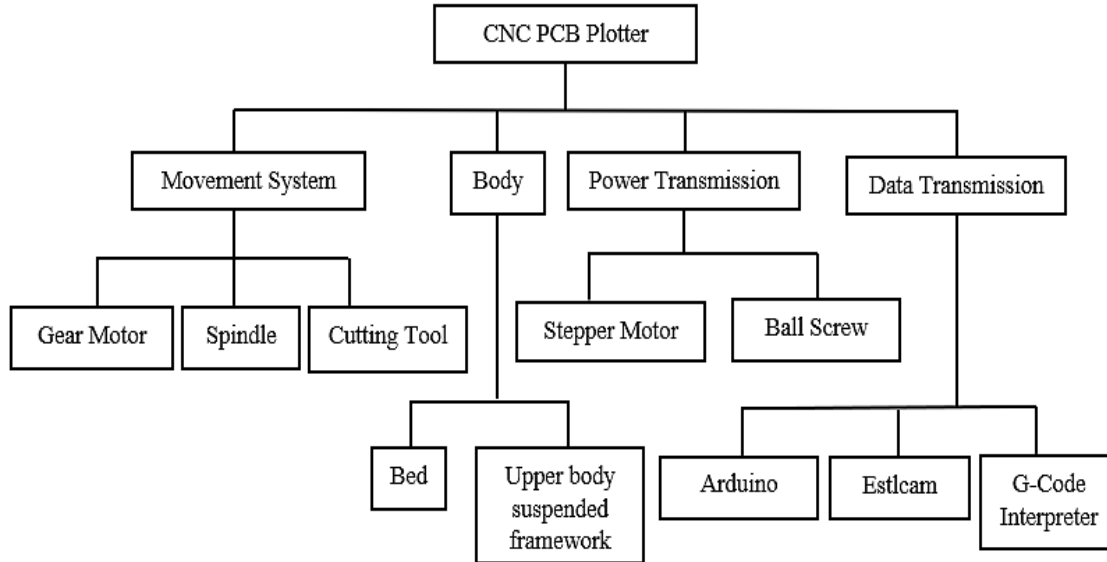 CNC PCB Plotter
Movement System
Body
Power Transmission
Data Transmission
Gear Motor
Spindle
Cutting Tool
Stepper Motor
Ball Screw
Bed
Upper body
suspended
framework
Arduino
Estlcam
G-Code
Interpreter